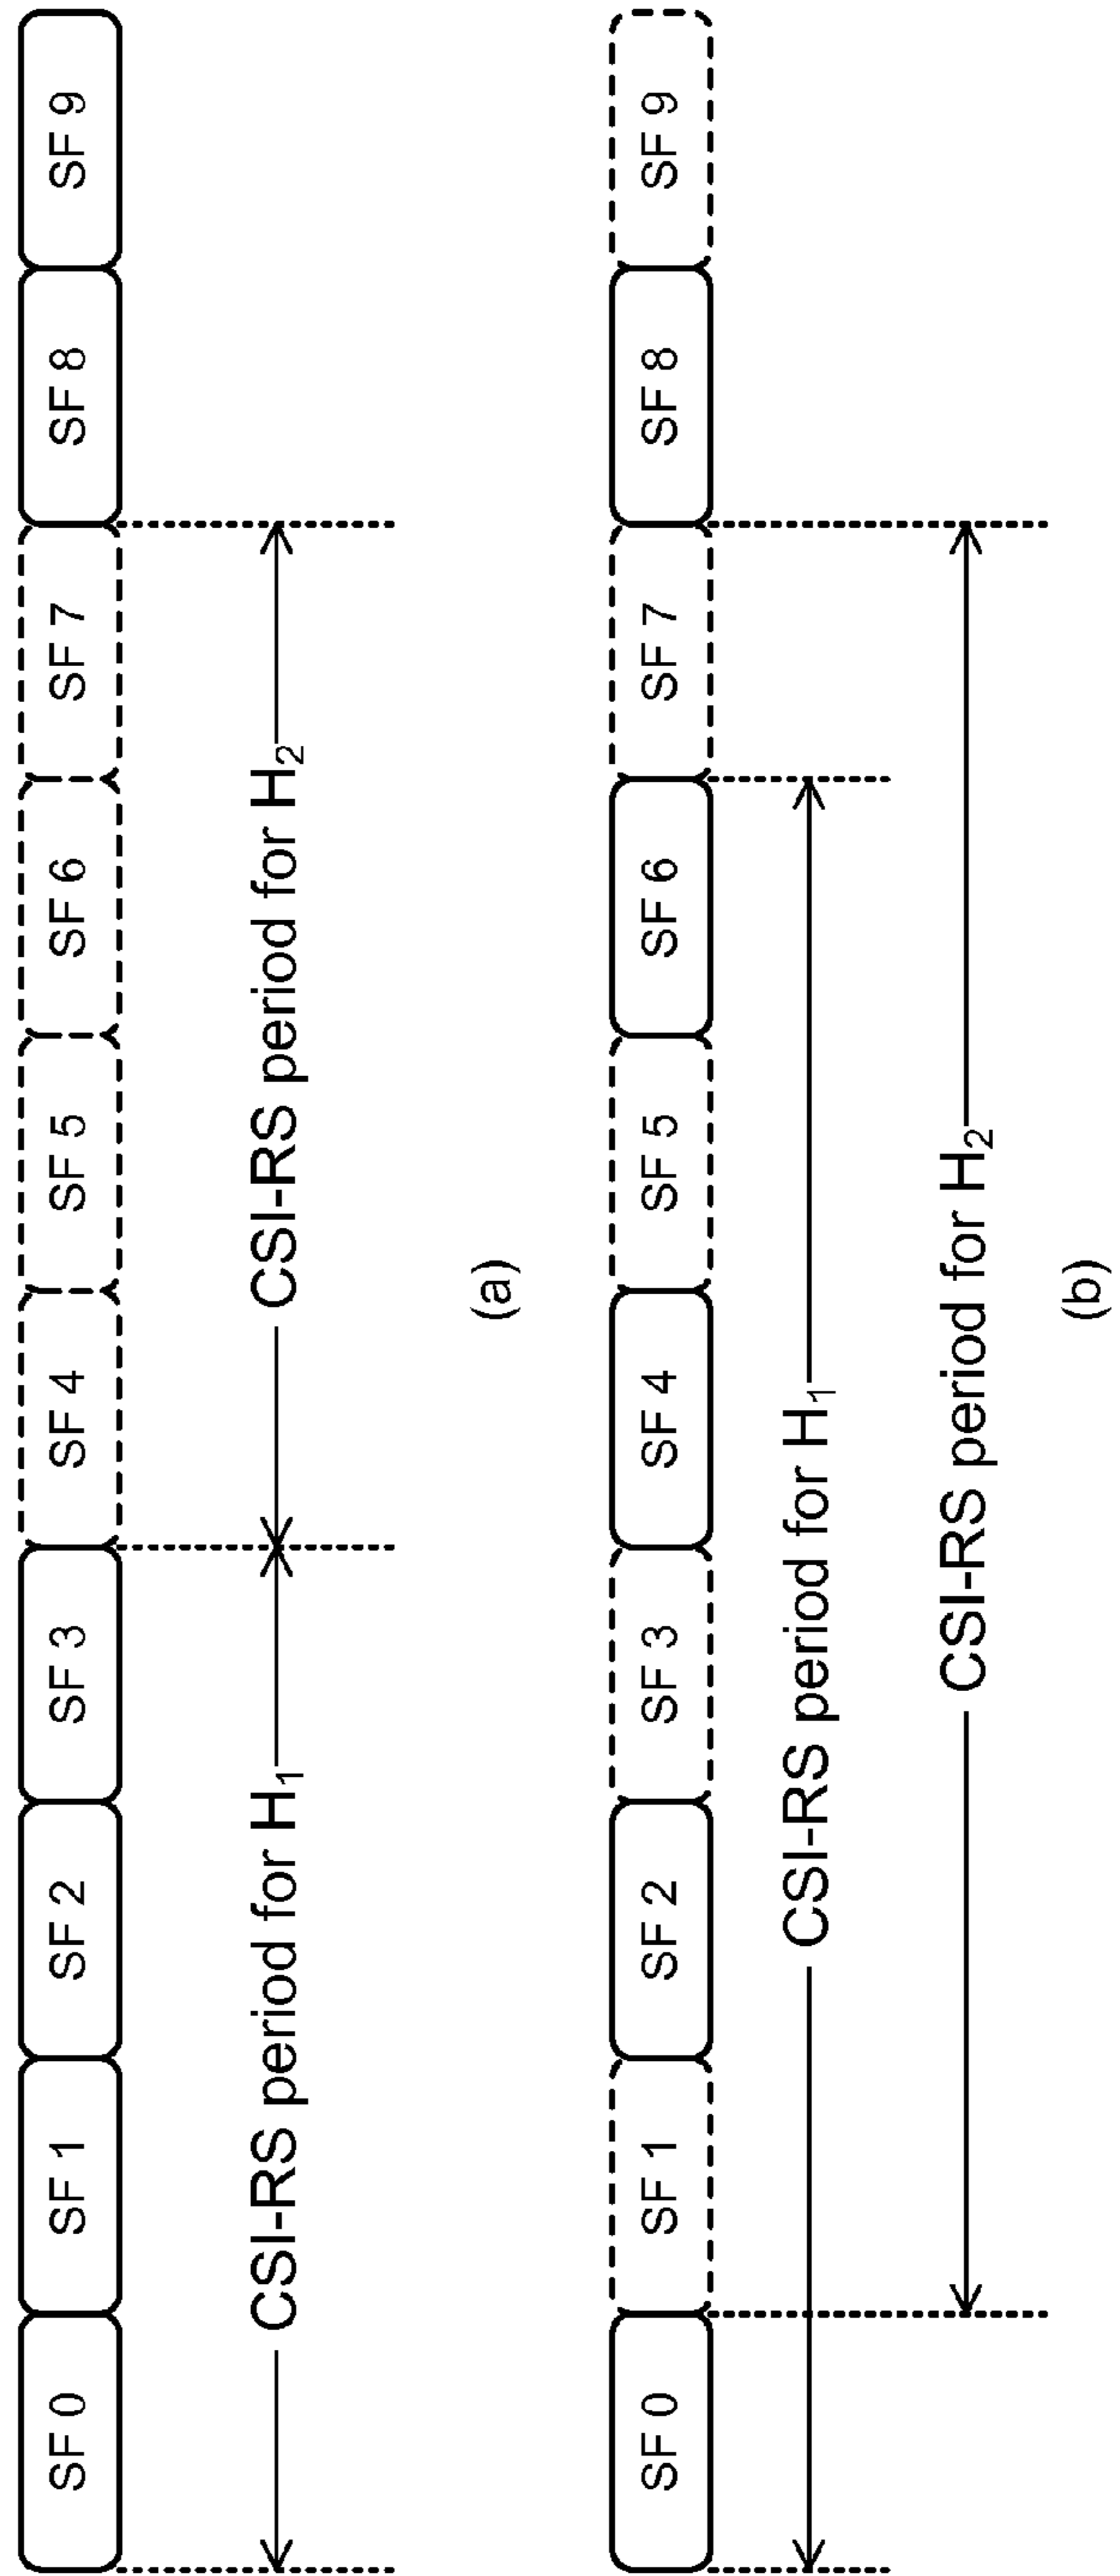 SF 0 SF 1 SF 2 SF 3 SF 4 SF 5 SF 6 SF 7 SF 8 SF 9
CSI-RS period for H1 CSI-RS period for H2
(a)
SF 0 SF 1 SF 2 SF 3 SF 4 SF 5 SF 6 SF 7 SF 8 SF 9
CSI-RS period for H1
CSI-RS period for H2
(b)